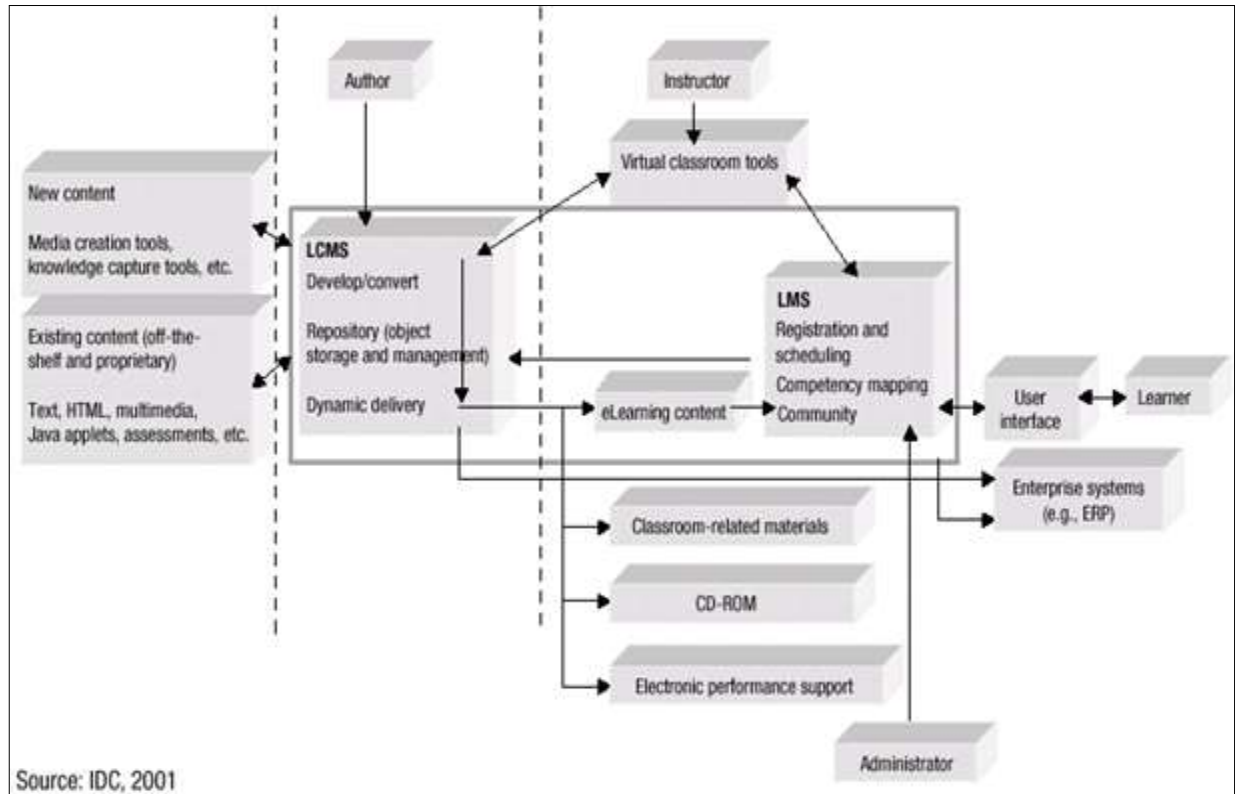 Author
Instructor
Virtual classroom tools
New content
Media creation tools,
knowledge capture tools, etc.
Existing content (off-the-
shelf and proprietary)
Text, HTML, multimedia,
Java applets, assessments, etc.
LCMS
Develop/convert
Repository (object
storage and management)
Dynamic delivery
eLearning content
LMS
Registration and
scheduling
Competency mapping
Community
User
interface
Learner
Enterprise systems
(e.g., ERP)
Classroom-related materials
CD-ROM
Electronic performance support
Administrator
Source: IDC, 2001